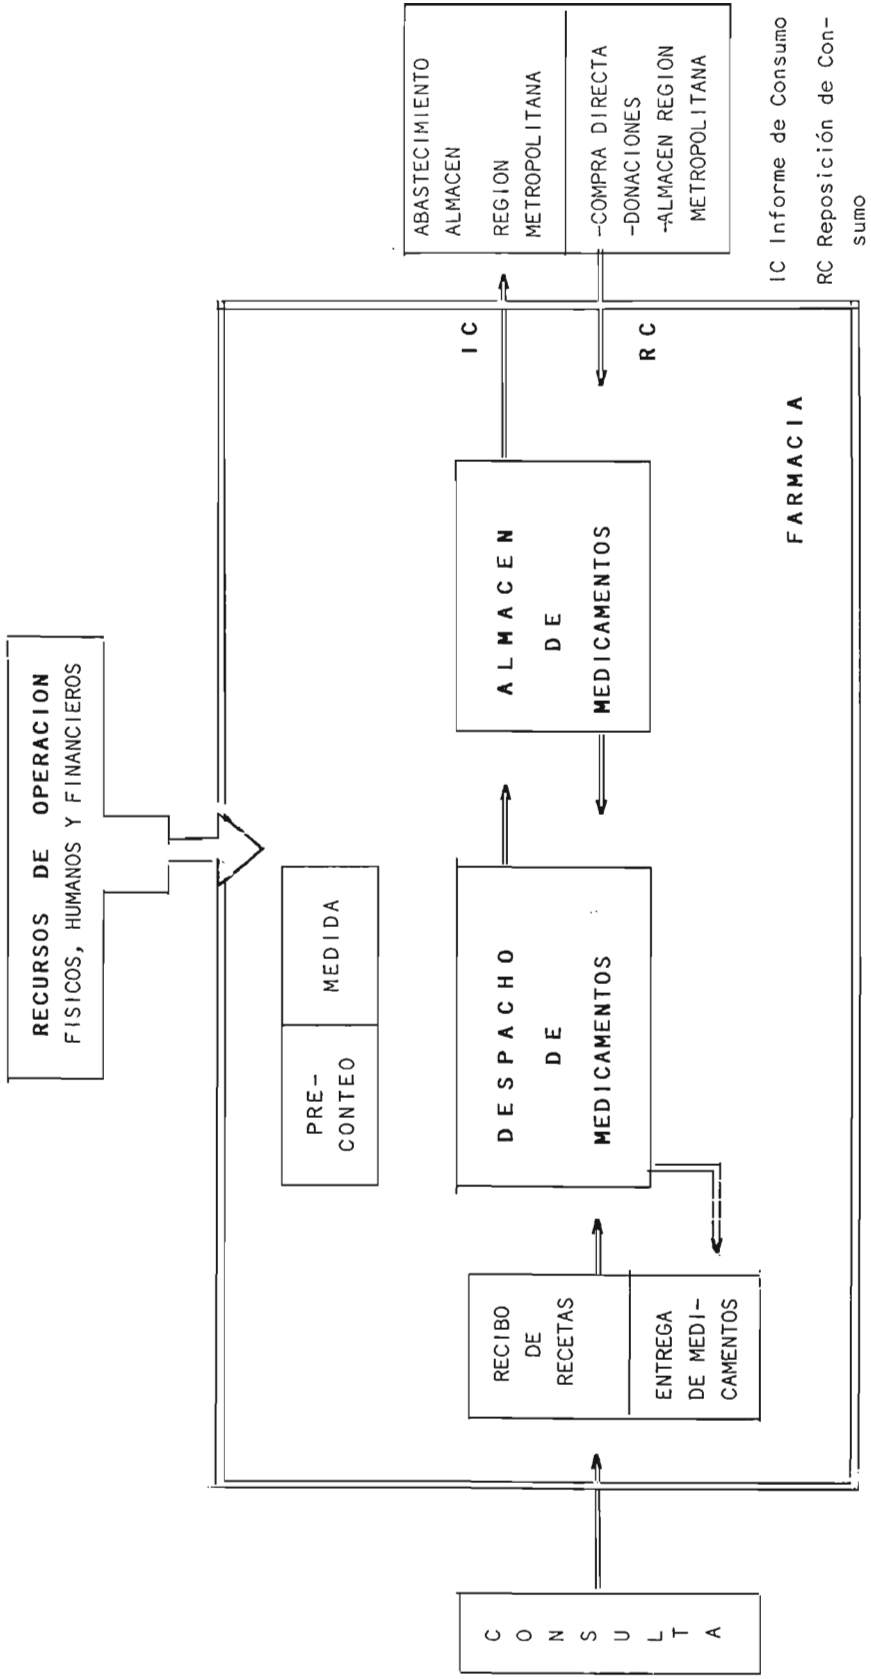 RECURSOS DE OPERACION
FISICOS, HUMANOS Y FINANCIEROS
PRE-
CONTEO
MEDIDA
C O N S U L T A
RECIBO
DE
RECETAS
ENTREGA
DE MEDI-
CAMENTOS
DESPACHO
DE
MEDICAMENTOS
ALMACEN
DE
MEDICAMENTOS
IC
RC
ABASTECIMIENTO
ALMACEN
REGION
METROPOLITANA
-COMPRA DIRECTA
-DONACIONES
-ALMACEN REGION
METROPOLITANA
FARMACIA
IC Informe de Consumo
RC Reposición de Con-
sumo